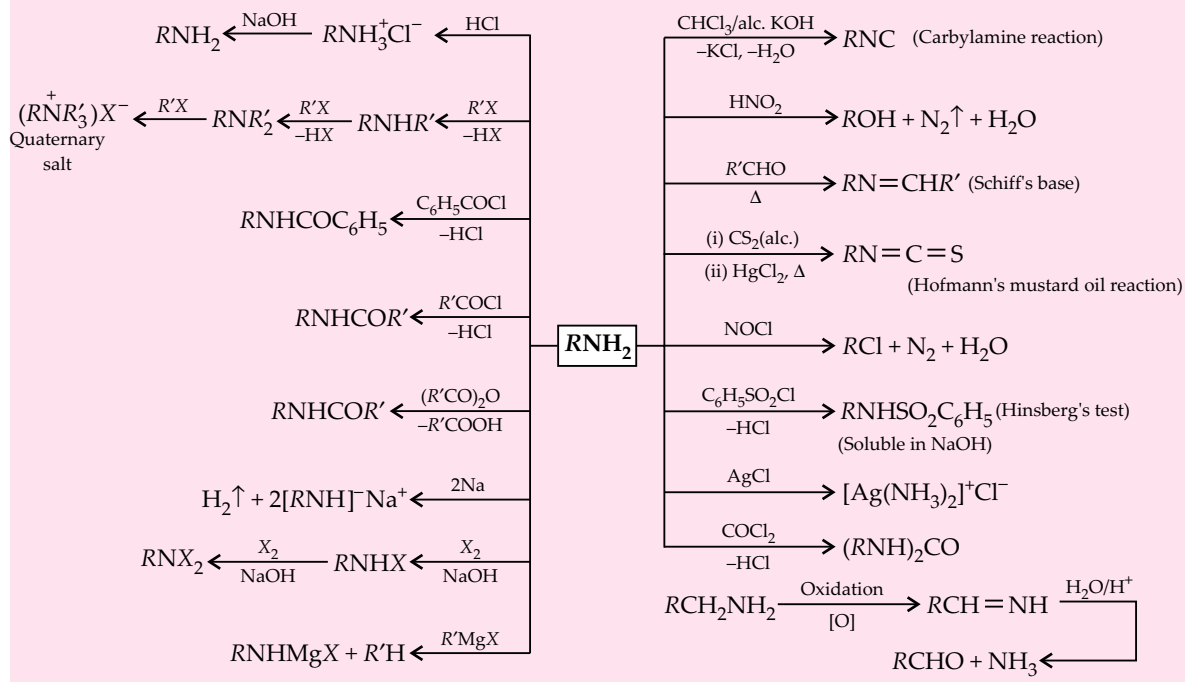 RNH₂ ← NaOH RNH₃⁺Cl⁻ ← HCl
(RN⁺R′₃)X⁻ ← R′X RNR′₂ ← R′X –HX RNHR′ ← R′X –HX
Quaternary
salt
RNHCOC₆H₅ ← C₆H₅COCl –HCl
RNHCOR′ ← R′COCl –HCl
RNHCOR′ ← (R′CO)₂O –R′COOH
H₂↑ + 2[RNH]⁻Na⁺ ← 2Na
RNX₂ ← X₂ NaOH RNHX ← X₂ NaOH
RNHMgX + R′H ← R′MgX
RNH₂
CHCl₃/alc. KOH –KCl, –H₂O → RNC (Carbylamine reaction)
HNO₂ → ROH + N₂↑ + H₂O
R′CHO Δ → RN=CHR′ (Schiff's base)
(i) CS₂(alc.) (ii) HgCl₂, Δ → RN=C=S
(Hofmann's mustard oil reaction)
NOCl → RCl + N₂ + H₂O
C₆H₅SO₂Cl –HCl → RNHSO₂C₆H₅ (Hinsberg's test)
(Soluble in NaOH)
AgCl → [Ag(NH₃)₂]⁺Cl⁻
COCl₂ –HCl → (RNH)₂CO
RCH₂NH₂ Oxidation [O] → RCH=NH H₂O/H⁺
RCHO + NH₃ ←